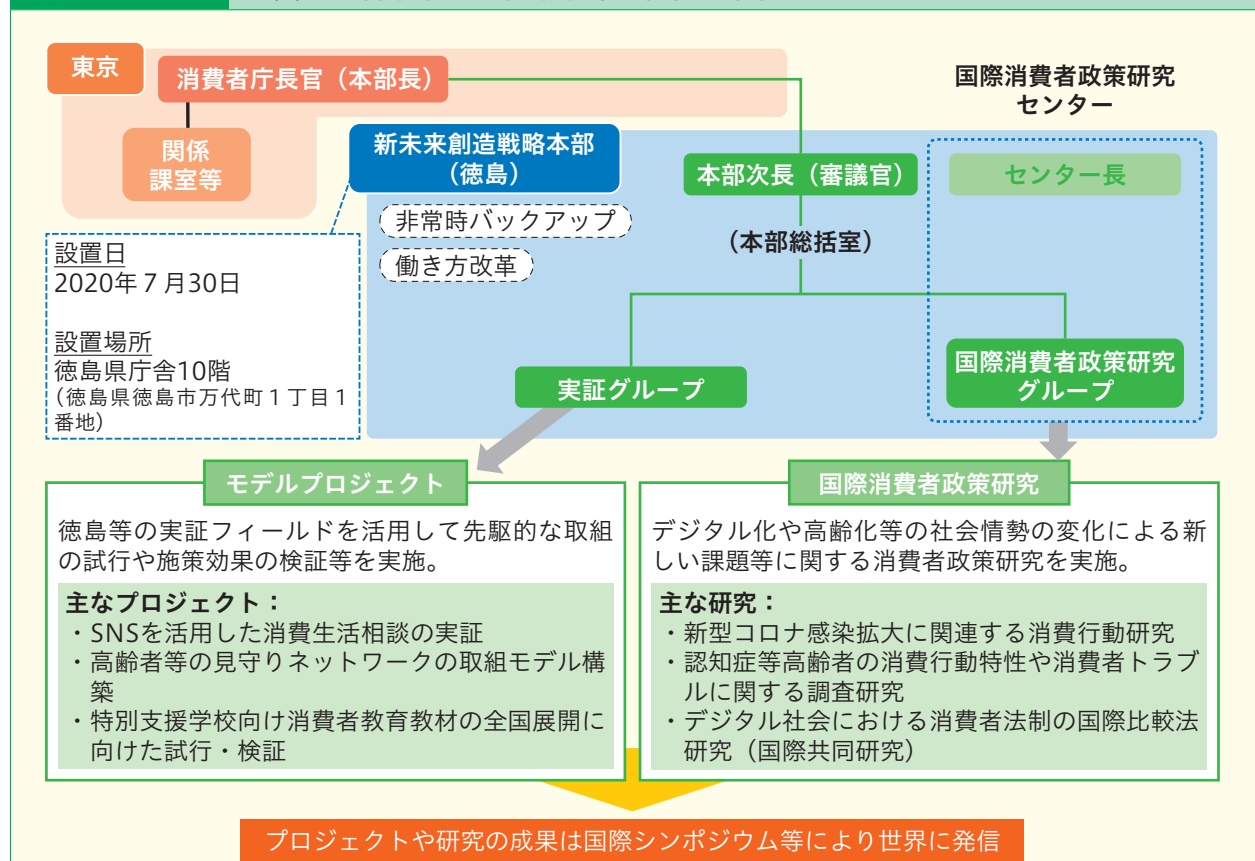 東京
消費者庁長官（本部長）
関係
課室等
国際消費者政策研究
センター
新未来創造戦略本部
（徳島）
非常時バックアップ
働き方改革
本部次長（審議官）
センター長
（本部総括室）
設置日
2020年７月30日
設置場所
徳島県庁舎10階
（徳島県徳島市万代町１丁目１
番地）
実証グループ
国際消費者政策研究
グループ
モデルプロジェクト
徳島等の実証フィールドを活用して先駆的な取組
の試行や施策効果の検証等を実施。
主なプロジェクト：
・SNSを活用した消費生活相談の実証
・高齢者等の見守りネットワークの取組モデル構
築
・特別支援学校向け消費者教育教材の全国展開に
向けた試行・検証
国際消費者政策研究
デジタル化や高齢化等の社会情勢の変化による新
しい課題等に関する消費者政策研究を実施。
主な研究：
・新型コロナ感染拡大に関連する消費行動研究
・認知症等高齢者の消費行動特性や消費者トラブ
ルに関する調査研究
・デジタル社会における消費者法制の国際比較法
研究（国際共同研究）
プロジェクトや研究の成果は国際シンポジウム等により世界に発信